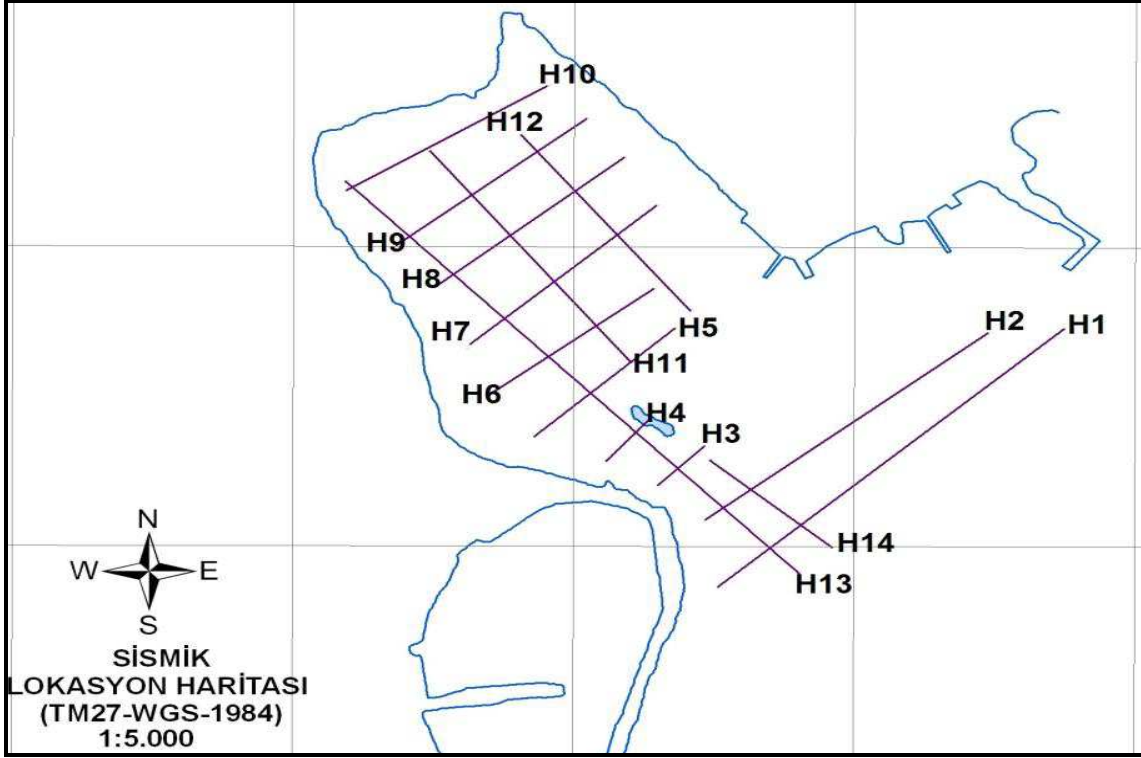 H10
H12
H9
H8
H7
H5
H2
H1
H11
H6
H4
H3
H14
H13
N
W
E
S
SİSMİK
LOKASYON HARİTASI
(TM27-WGS-1984)
1:5.000